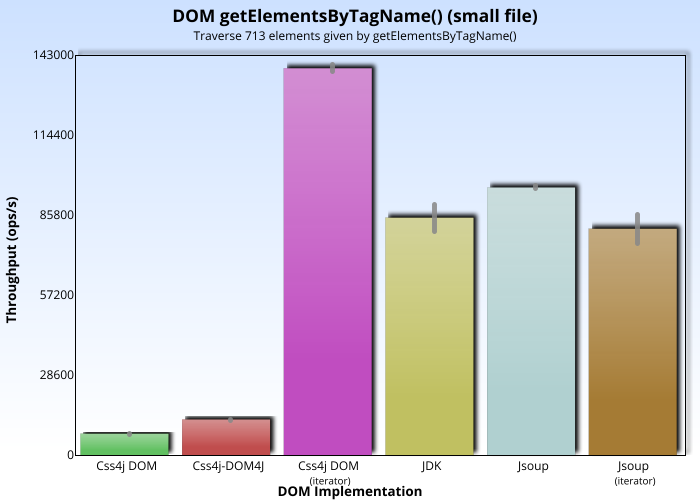 DOM getElementsByTagName() (small file)
Traverse 713 elements given by getElementsByTagName()
143000
114400
85800
57200
28600
0
Throughput (ops/s)
Css4j DOM
Css4j-DOM4J
Css4j DOM
(iterator)
JDK
Jsoup
Jsoup
(iterator)
DOM Implementation